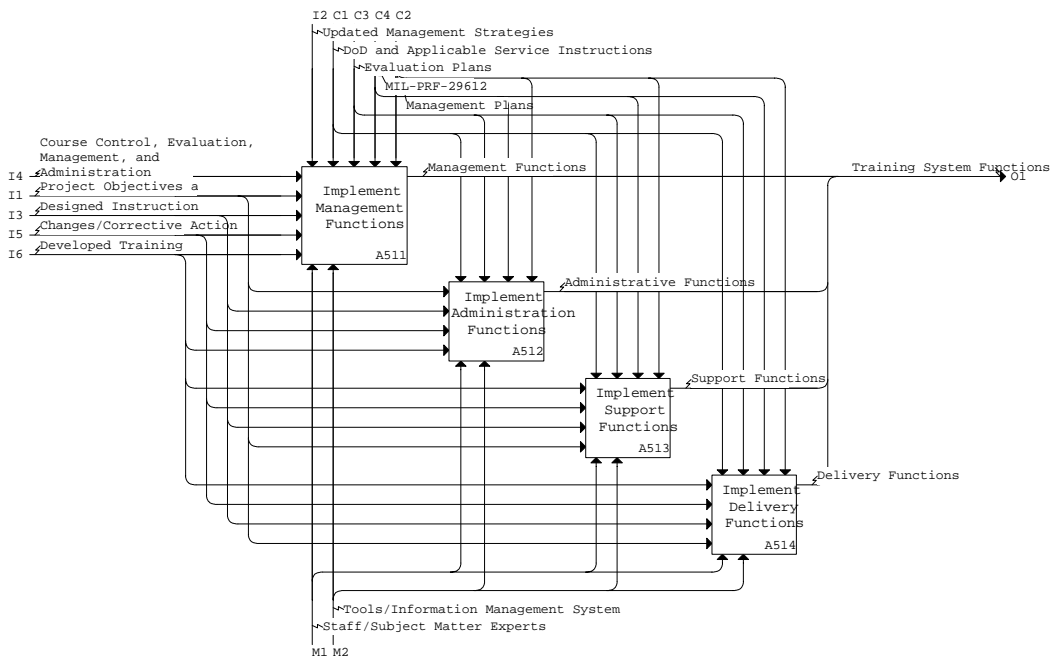 I2 C1 C3 C4 C2
Updated Management Strategies
DoD and Applicable Service Instructions
Evaluation Plans
MIL-PRF-29612
Management Plans
Course Control, Evaluation,
Management, and
Administration
I4
Project Objectives a
I1
Designed Instruction
I3
Changes/Corrective Action
I5
Developed Training
I6
Implement
Management
Functions
A511
Management Functions
Training System Functions
O1
Implement
Administration
Functions
A512
Administrative Functions
Implement
Support
Functions
A513
Support Functions
Implement
Delivery
Functions
A514
Delivery Functions
Tools/Information Management System
Staff/Subject Matter Experts
M1 M2